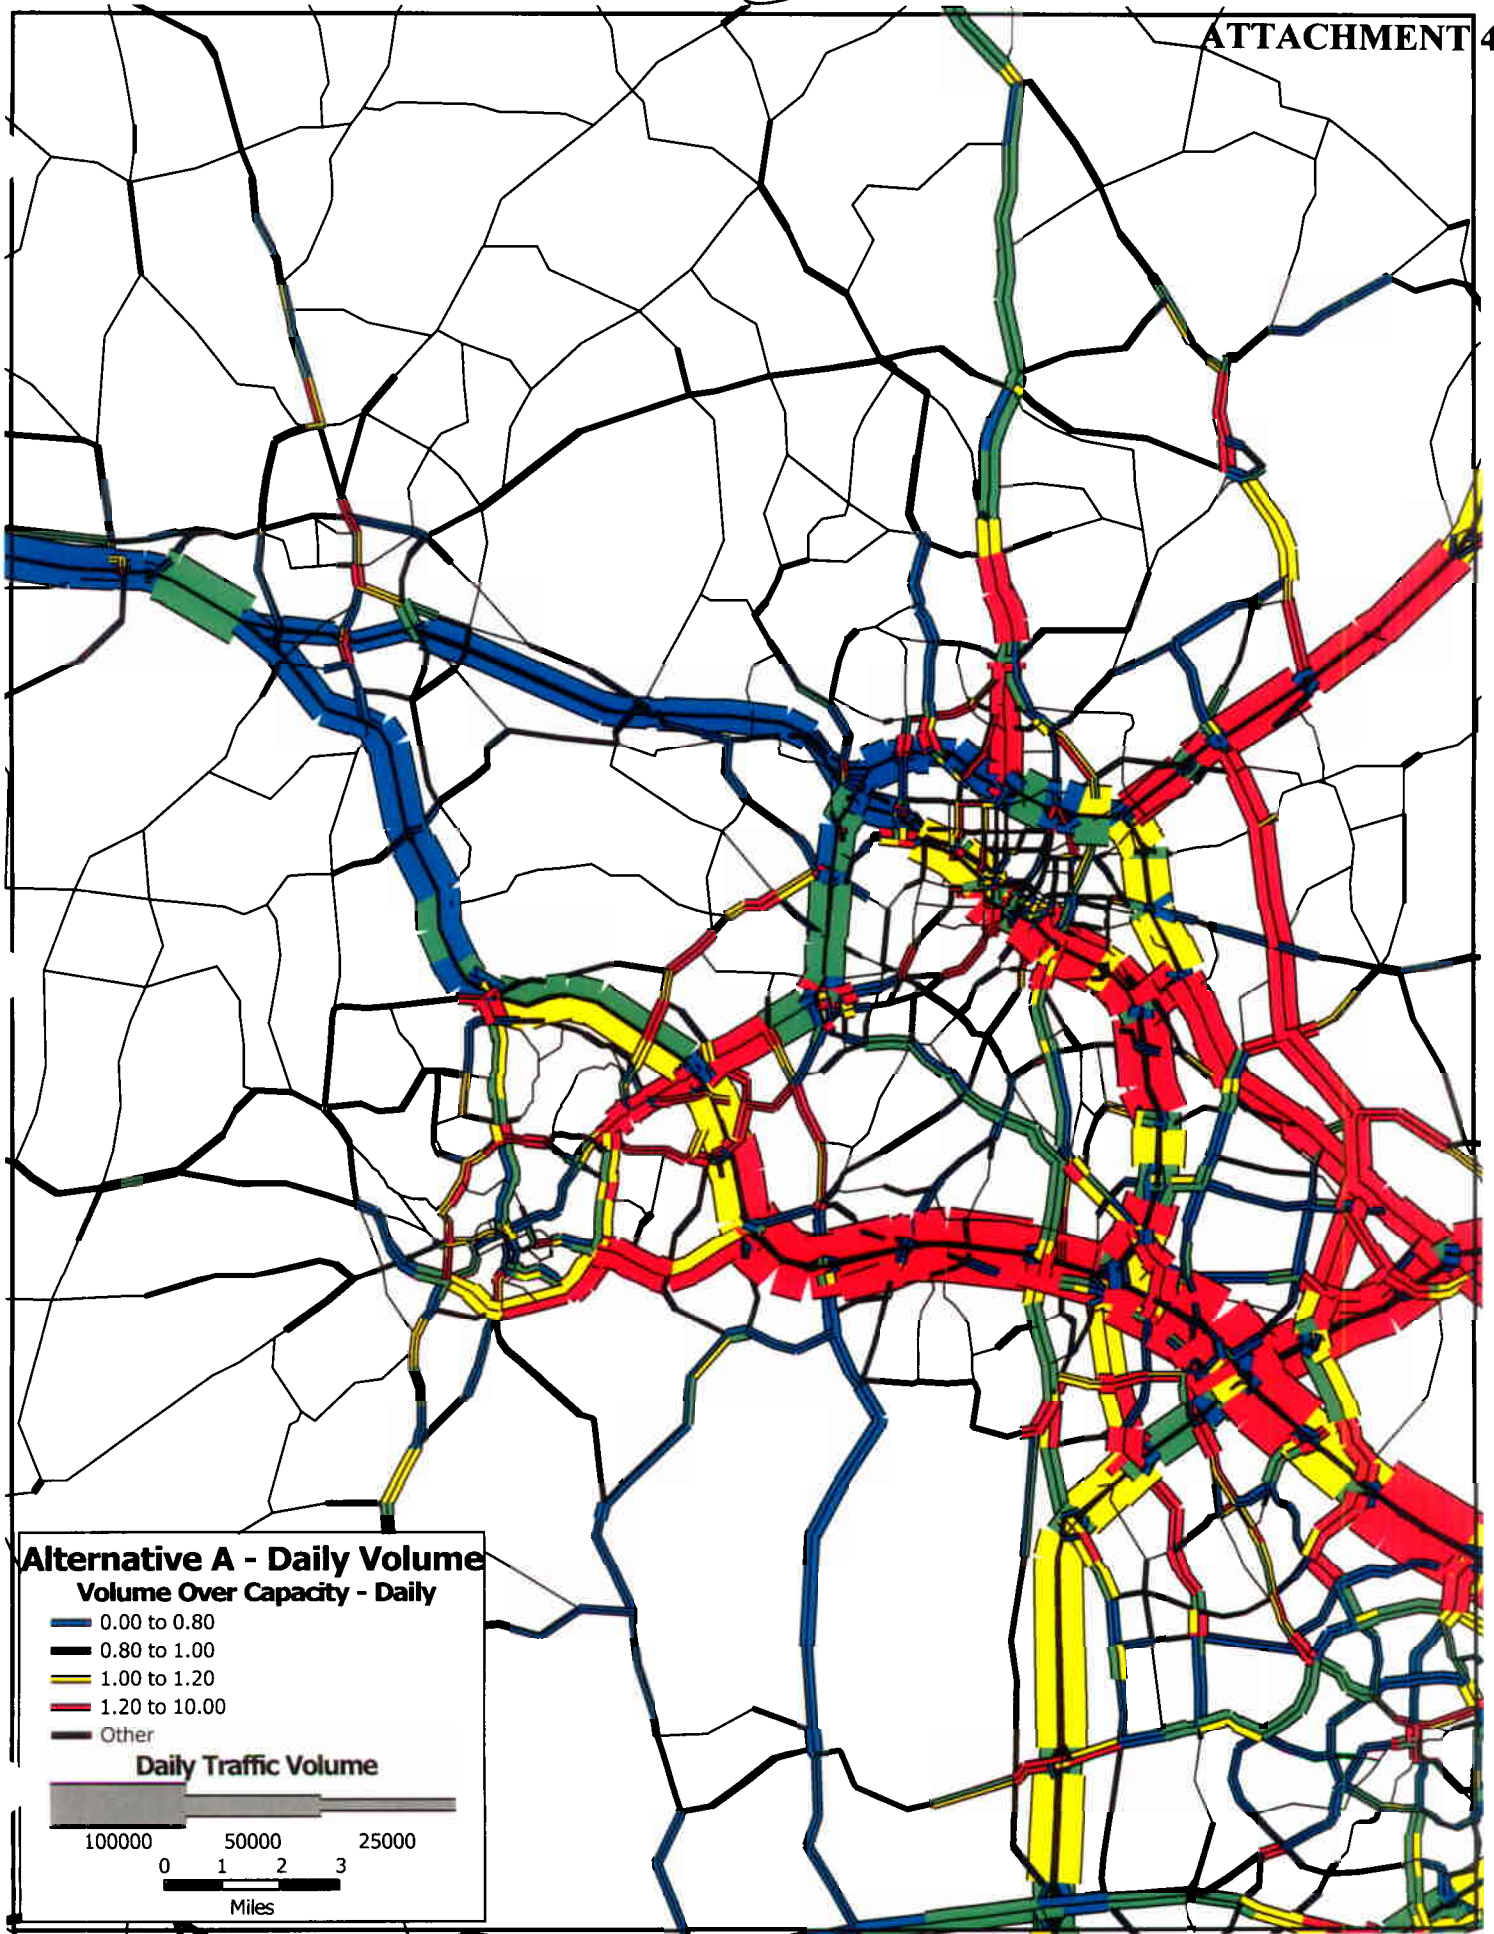 ATTACHMENT 4
Alternative A - Daily Volume
Volume Over Capacity - Daily
0.00 to 0.80
0.80 to 1.00
1.00 to 1.20
1.20 to 10.00
Other
Daily Traffic Volume
100000 50000 25000
0 1 2 3
Miles